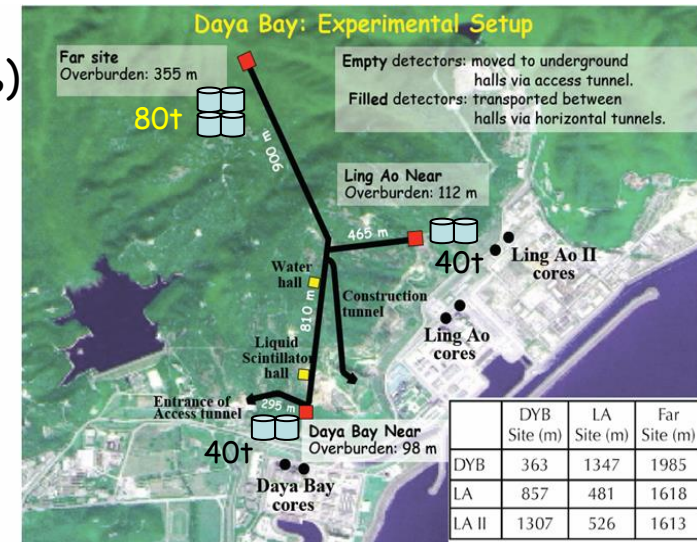 )
Daya Bay: Experimental Setup
Far site
Overburden: 355 m
80t
Empty detectors: moved to underground
halls via access tunnel.
Filled detectors: transported between
halls via horizontal tunnels.
900 m
Ling Ao Near
Overburden: 112 m
465 m
40t
Ling Ao II
cores
Water
hall
810 m
Construction
tunnel
Ling Ao
cores
Liquid
Scintillator
hall
Entrance of
Access tunnel
295 m
40t
Daya Bay Near
Overburden: 98 m
Daya Bay
cores
DYB Site (m) LA Site (m) Far Site (m)
DYB 363 1347 1985
LA 857 481 1618
LA II 1307 526 1613